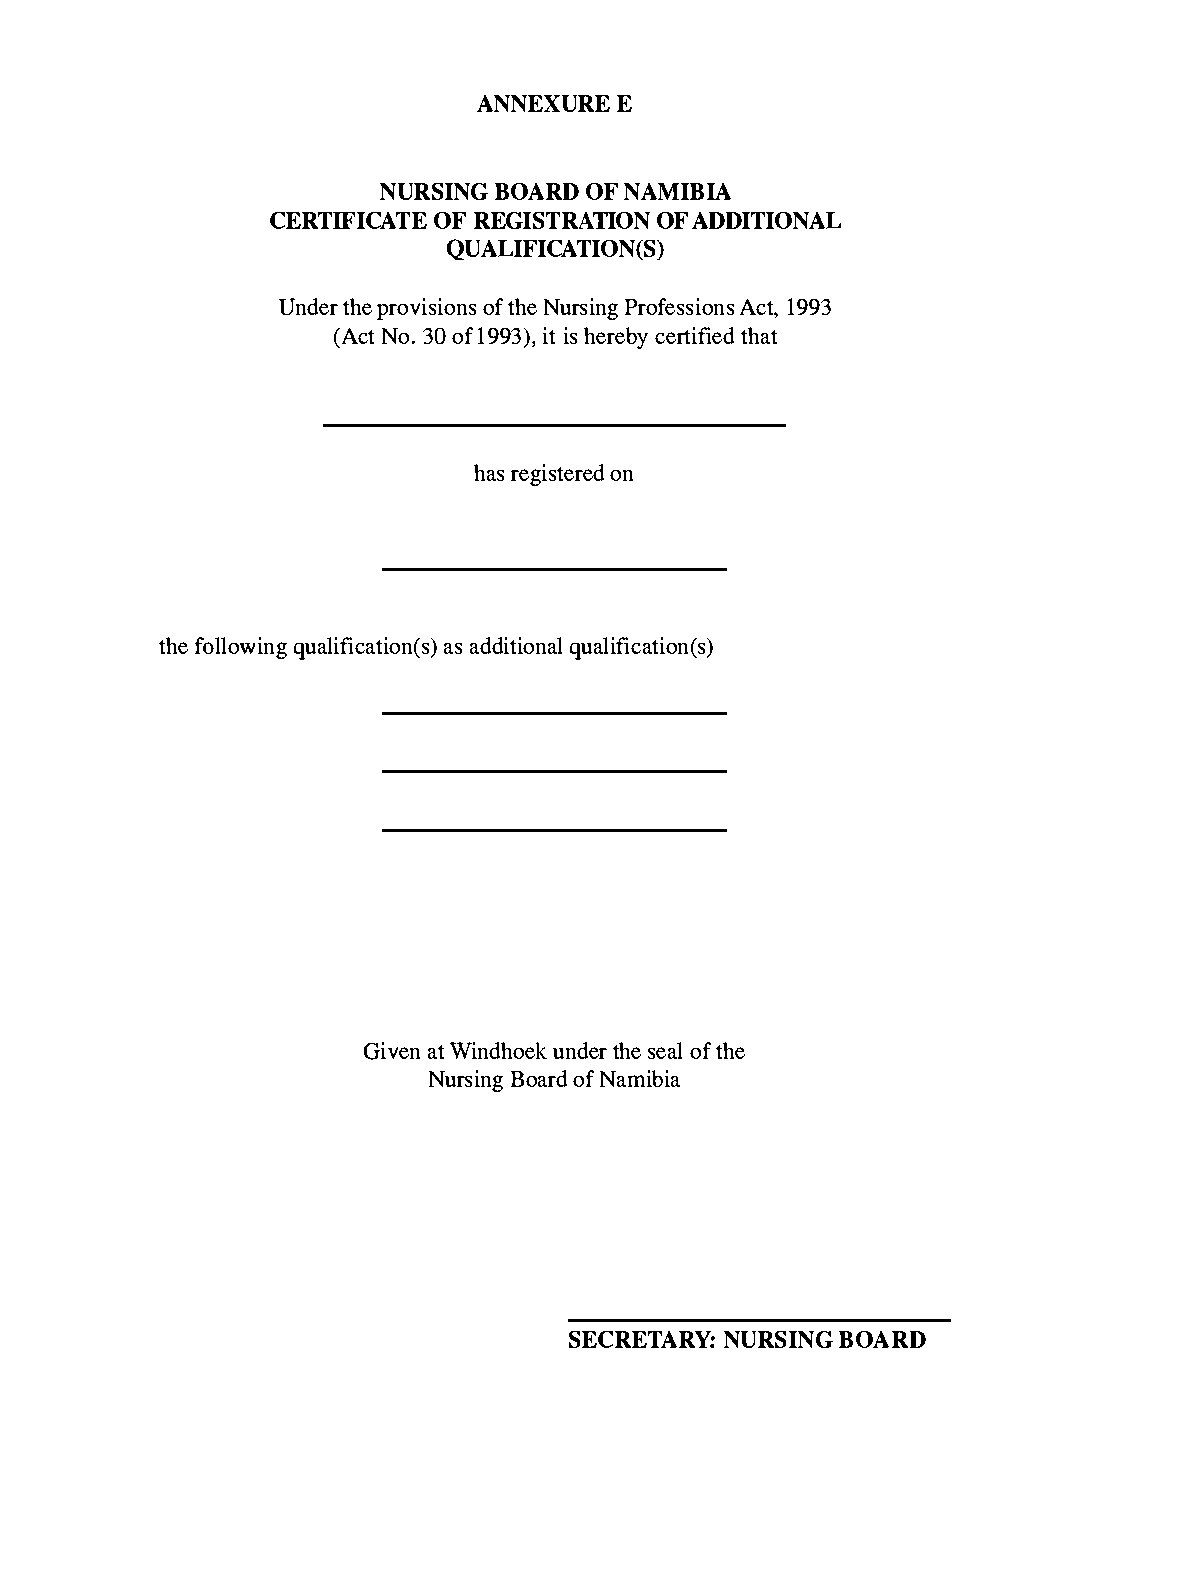 ANNEXURE E
NURSING BOARD OF NAMIBIA
CERTIFICATE OF REGISTRATION OF ADDITIONAL
QUALIFICATION(S)
Under the provisions of the Nursing Professions Act, 1993
(Act No. 30 of 1993), it is hereby certified that
has registered on
the following qualification(s) as additional qualification(s)
Given at Windhoek under the seal of the
Nursing Board of Namibia
SECRETARY: NURSING BOARD